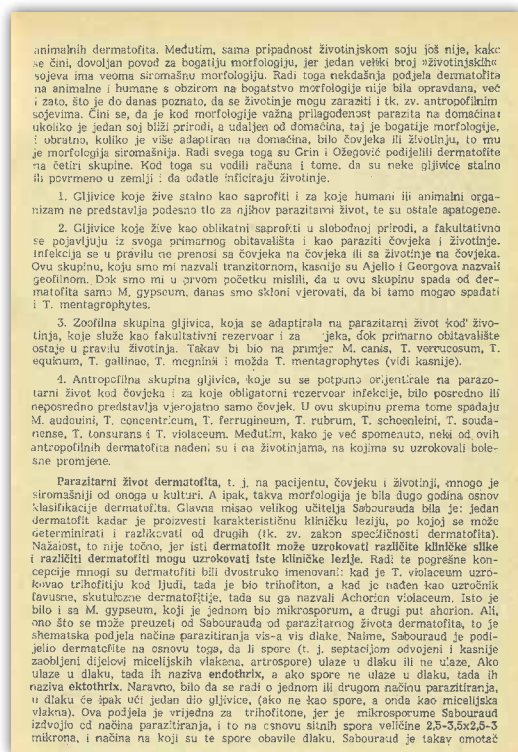 animalnih dermatofita. Međutim, sama pripadnost životinjskom soju još nije, kako
se čini, dovoljan povod za bogatiju morfologiju, jer jedan veliki broj »životinjskih«
sojeva ima veoma siromašnu morfologiju. Radi toga nekdašnja podjela dermatofita
na animalne i humane s obzirom na bogatstvo morfologije nije bila opravdana, već
i zato, što je do danas poznato, da se životinje mogu zaraziti i tk. zv. antropofilnim
sojevima. Čini se, da je kod morfologije važna prilagođenost parazita na domaćina:
ukoliko je jedan soj bliži prirodi, a udaljen od domaćina, taj je bogatije morfologije,
i obratno, koliko je više adaptiran na domaćina, bilo čovjeka ili životinju, to mu
je morfologija siromašnija. Radi svega toga su Grin i Ožegović podijelili dermatofite
na četiri skupine. Kod toga su vodili računa i tome, da su neke gljivice stalno
ili povrmeno u zemlji i da odatle inficiraju životinje.
1. Gljivice koje žive stalno kao saprofiti i za koje humani ili animalni orga-
nizam ne predstavlja podesno tlo za njihov parazitarni život, te su ostale apatogene.
2. Gljivice koje žive kao oblikatni saprofiti u slobodnoj prirodi, a fakultativno
se pojavljuju iz svoga primarnog obitavališta i kao paraziti čovjeka i životinje.
Infekcija se u pravilu ne prenosi sa čovjeka na čovjeka ili sa životinje na čovjeka.
Ovu skupinu, koju smo mi nazvali tranzitornom, kasnije su Ajello i Georgova nazvali
geofilnom. Dok smo mi u prvom početku mislili, da u ovu skupinu spada od der-
matofita samo M. gypseum, danas smo skloni vjerovati, da bi tamo mogao spadati
i T. mentagrophytes.
3. Zoofilna skupina gljivica, koja se adaptirala na parazitarni život kod živo-
tinja, koje služe kao fakultativni rezervoar i za jeka, dok primarno obitavalište
ostaje u pravilu životinja. Takav bi bio na primjer M. canis, T. verrucosum, T.
equinum, T. gallinae, T. megninii i možda T. mentagrophytes (vidi kasnije).
4. Antropofilna skupina gljivica, koje su se potpuno orijentirale na parazo-
tarni život kod čovjeka i za koje obligatorni rezervoar infekcije, bilo posredno ili
neposredno predstavlja vjerojatno samo čovjek. U ovu skupinu prema tome spadaju
M. audouini, T. concentricum, T. ferrugineum, T. rubrum, T. schoenleini, T. souda-
nense, T. tonsurans i T. violaceum. Međutim, kako je već spomenuto, neki od ovih
antropofilnih dermatofita nađeni su i na životinjama, na kojima su uzrokovali bole-
sne promjene.
Parazitarni život dermatofita, t. j. na pacijentu, čovjeku i životinji, mnogo je
siromašniji od onoga u kulturi. A ipak, takva morfologija je bila dugo godina osnov
klasifikacije dermatofita. Glavna misao velikog učitelja Sabourauda bila je: jedan
dermatofit kadar je proizvesti karakterističnu kliničku leziju, po kojoj se može
determinirati i razlikovati od drugih (tk. zv. zakon specifičnosti dermatofita).
Nažalost, to nije točno, jer isti dermatofit može uzrokovati različite kliničke slike
i različiti dermatofiti mogu uzrokovati iste kliničke lezije. Radi te pogrešne kon-
cepcije mnogi su dermatofiti bili dvostruko imenovani: kad je T. violaceum uzro-
kovao trihofitiju kod ljudi, tada je bio trihofiton, a kad je nađen kao uzročnik
favusne, skutulozne dermatofitije, tada su ga nazvali Achorion violaceum. Isto je
bilo i sa M. gypseum, koji je jednom bio mikrosporum, a drugi put ahorion. Ali,
ono što se može preuzeti od Sabourauda od parazitarnog života dermatofita, to je
shematska podjela načina parazitiranja vis-a vis dlake. Naime, Sabouraud je podi-
jelio dermatofite na osnovu toga, da li spore (t. j. septacijom odvojeni i kasnije
zaobljeni dijelovi micelijskih vlakana, artrospore) ulaze u dlaku ili ne ulaze. Ako
ulaze u dlaku, tada ih naziva endothrix, a ako spore ne ulaze u dlaku, tada ih
naziva ektothrix. Naravno, bilo da se radi o jednom ili drugom načinu parazitiranja,
u dlaku će ipak ući jedan dio gljivice, (ako ne kao spore, a onda kao micelijska
vlakna). Ova podjela je vrijedna za trihofitone, jer je mikrosporume Sabouraud
izdvojio od načina parazitiranja, i to na osnovu sitnih spora veličine 2,5-3,5x2,5-3
mikrona, i načina na koji su te spore obavile dlaku. Sabouraud je takav omotač